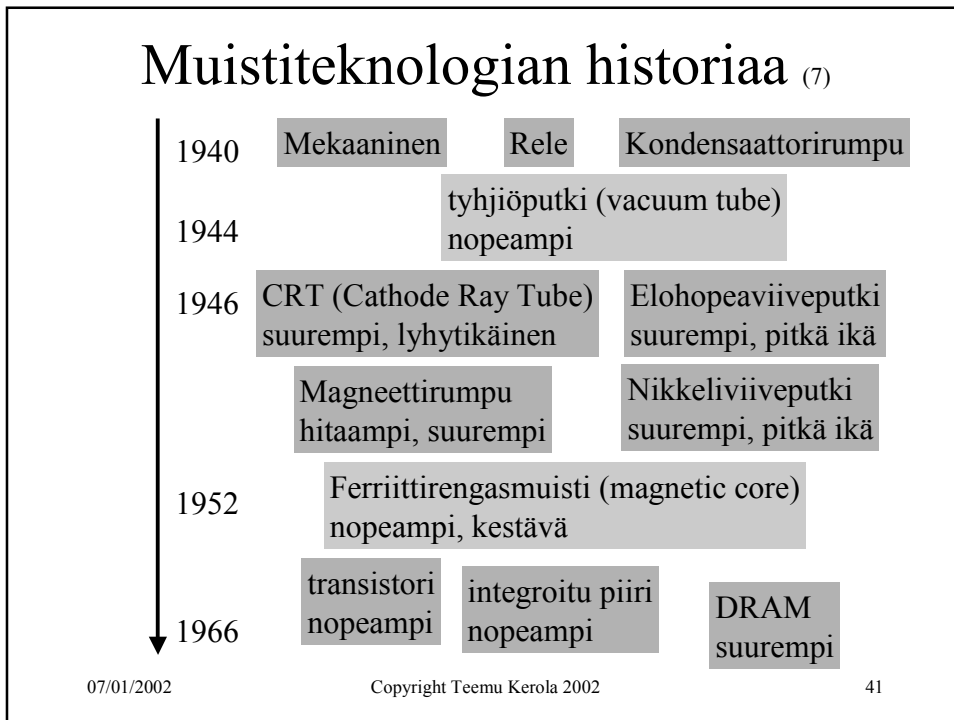 Muistiteknologian historiaa (7)
1940
Mekaaninen
Rele
Kondensaattorirumpu
1944
tyhjiöputki (vacuum tube)
nopeampi
1946
CRT (Cathode Ray Tube)
suurempi, lyhytikäinen
Elohopeaviiveputki
suurempi, pitkä ikä
Magneettirumpu
hitaampi, suurempi
Nikkeliviiveputki
suurempi, pitkä ikä
1952
Ferriittirengasmuisti (magnetic core)
nopeampi, kestävä
1966
transistori
nopeampi
integroitu piiri
nopeampi
DRAM
suurempi
07/01/2002
Copyright Teemu Kerola 2002
41